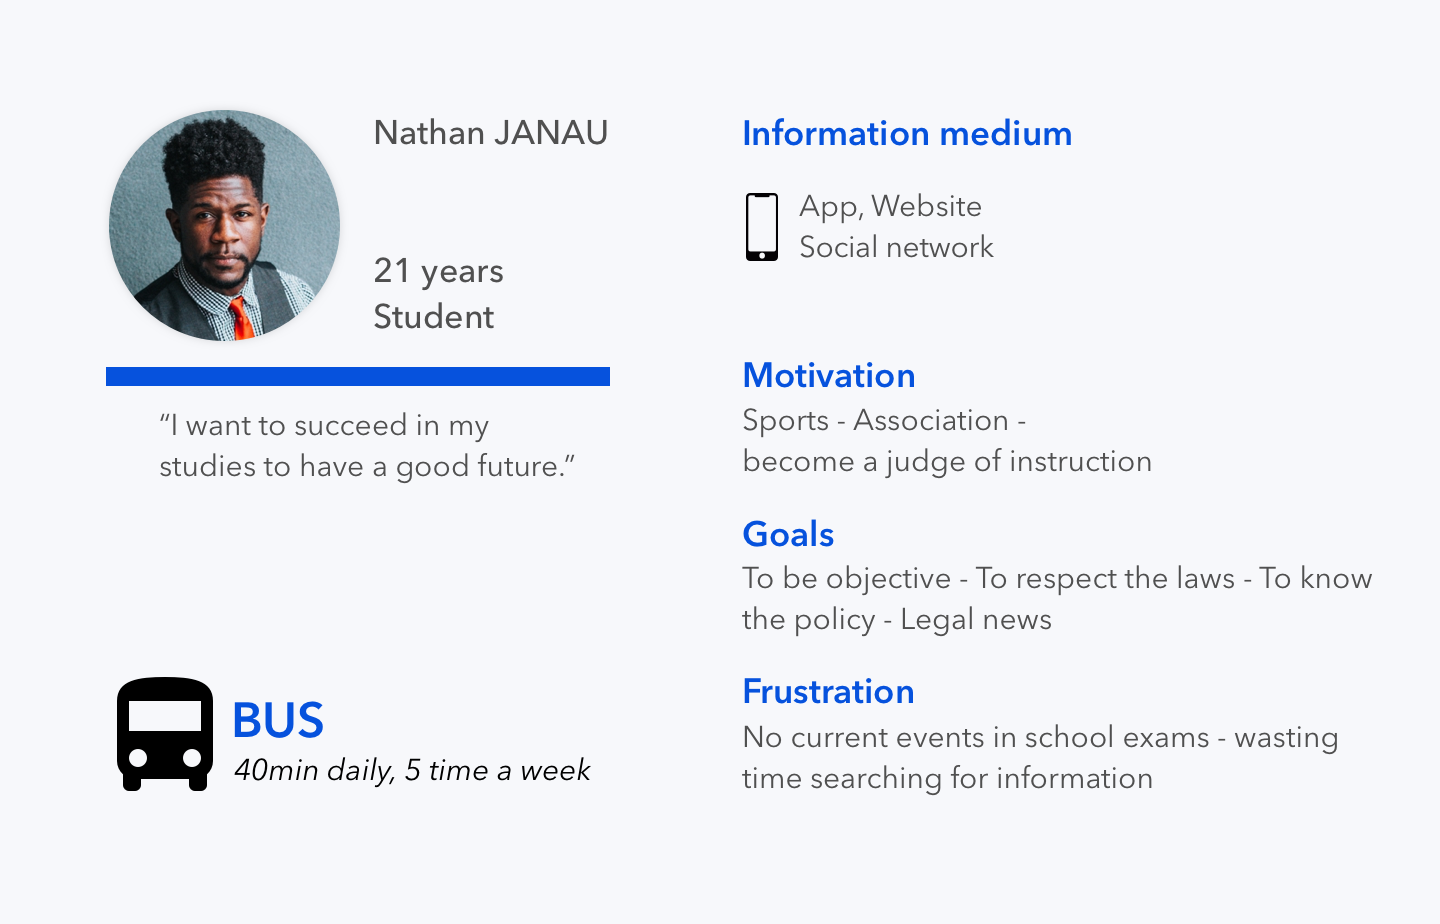 Nathan JANAU
21 years
Student
“I want to succeed in my
studies to have a good future.”
BUS
40min daily, 5 time a week
Information medium
App, Website
Social network
Motivation
Sports - Association -
become a judge of instruction
Goals
To be objective - To respect the laws - To know
the policy - Legal news
Frustration
No current events in school exams - wasting
time searching for information